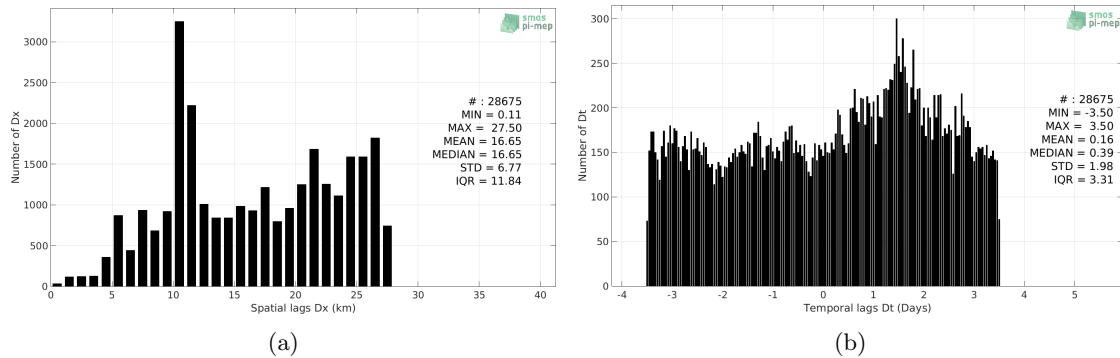 3000
2500
2000
1500
1000
500
0
Number of Dx
0 5 10 15 20 25 30 35 40
Spatial lags Dx (km)
smos
pi-mep
# : 28675
MIN = 0.11
MAX = 27.50
MEAN = 16.65
MEDIAN = 16.65
STD = 6.77
IQR = 11.84
(a)
300
250
200
150
100
50
0
Number of Dt
-4 -3 -2 -1 0 1 2 3 4 5
Temporal lags Dt (Days)
smos
pi-mep
# : 28675
MIN = -3.50
MAX = 3.50
MEAN = 0.16
MEDIAN = 0.39
STD = 1.98
IQR = 3.31
(b)